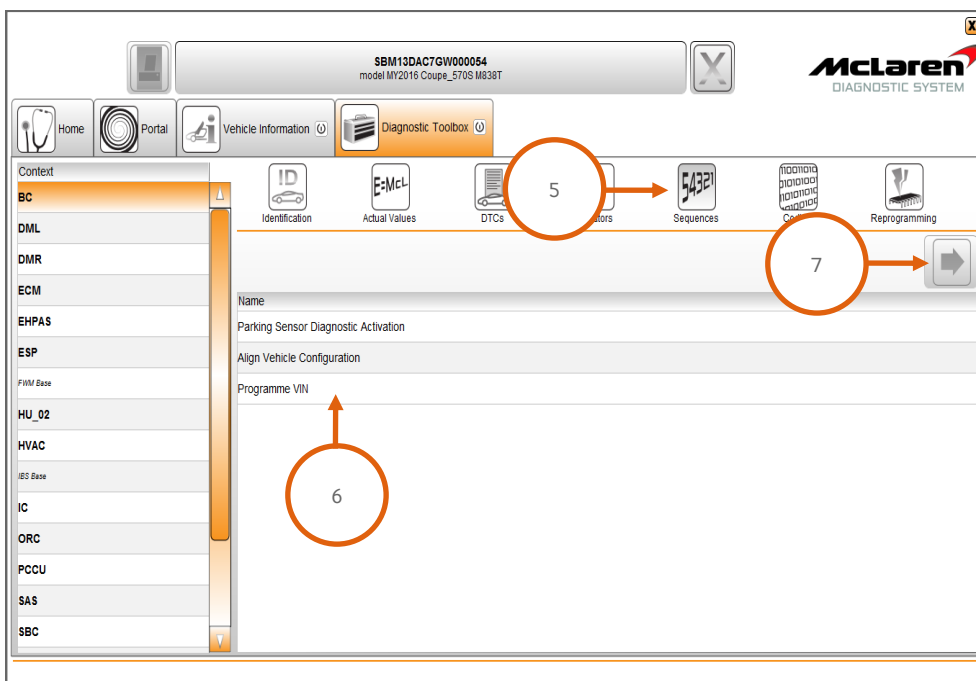 X
SBM13DAC7GW000054
model MY2016 Coupe_570S M838T
X
McLaren
DIAGNOSTIC SYSTEM
Home
Portal
Vehicle Information
Diagnostic Toolbox
Context
BC
DML
DMR
ECM
EHPAS
ESP
FWM Base
HU_02
HVAC
IBS Base
IC
ORC
PCCU
SAS
SBC
ID
Identification
E=McL
Actual Values
DTCs
5
54321
Sequences
Reprogramming
7
Name
Parking Sensor Diagnostic Activation
Align Vehicle Configuration
Programme VIN
6